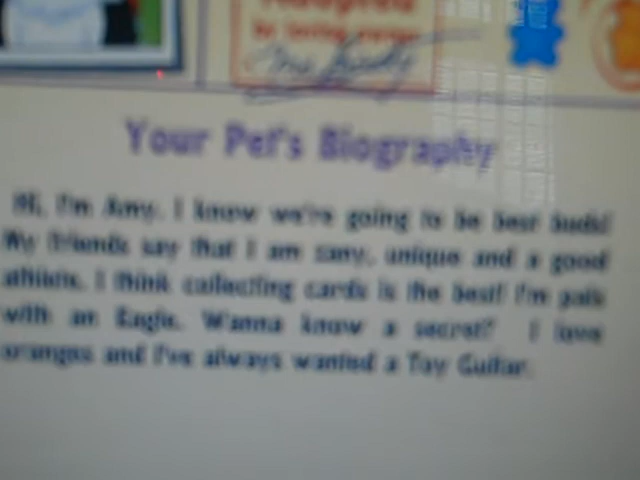 Adopted
Your Pet's Biography
Hi, I'm Amy. I know we're going to be best buds!
My friends say that I am zany, unique and a good
athlete. I think collecting cards is the best! I'm pals
with an Eagle. Wanna know a secret? I love
oranges and I've always wanted a Toy Guitar.